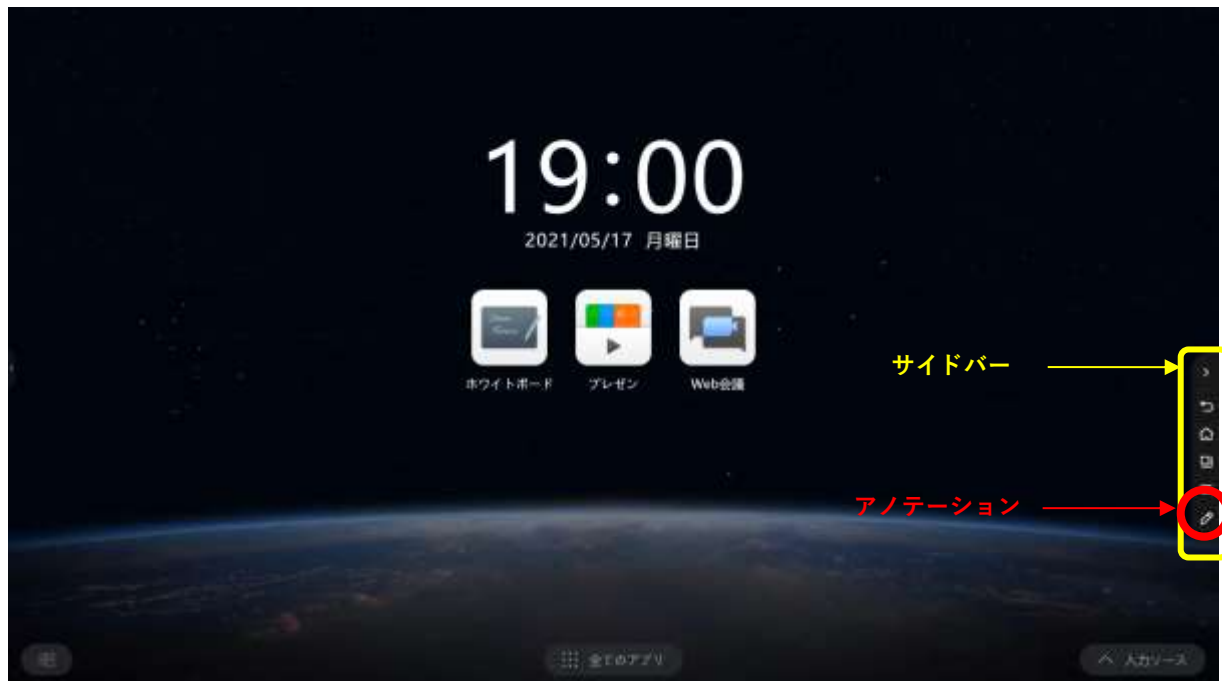 19:00
2021/05/17 月曜日
ホワイトボード プレゼン Web会議
サイドバー
アノテーション
全てのアプリ
入力ソース